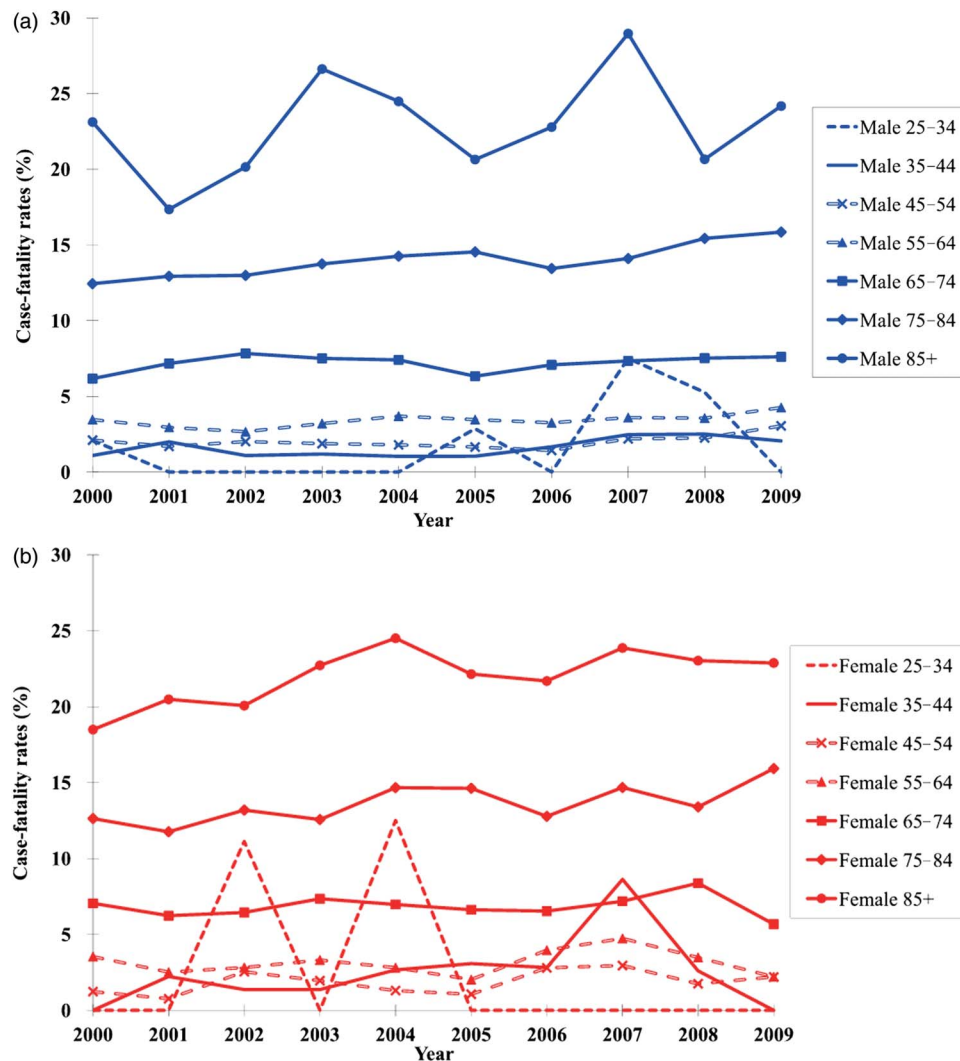 (a)
30
25
20
15
10
5
0
Case-fatality rates (%)
2000 2001 2002 2003 2004 2005 2006 2007 2008 2009
Year
Male 25–34
Male 35–44
Male 45–54
Male 55–64
Male 65–74
Male 75–84
Male 85+
(b)
30
25
20
15
10
5
0
Case-fatality rates (%)
2000 2001 2002 2003 2004 2005 2006 2007 2008 2009
Year
Female 25–34
Female 35–44
Female 45–54
Female 55–64
Female 65–74
Female 75–84
Female 85+